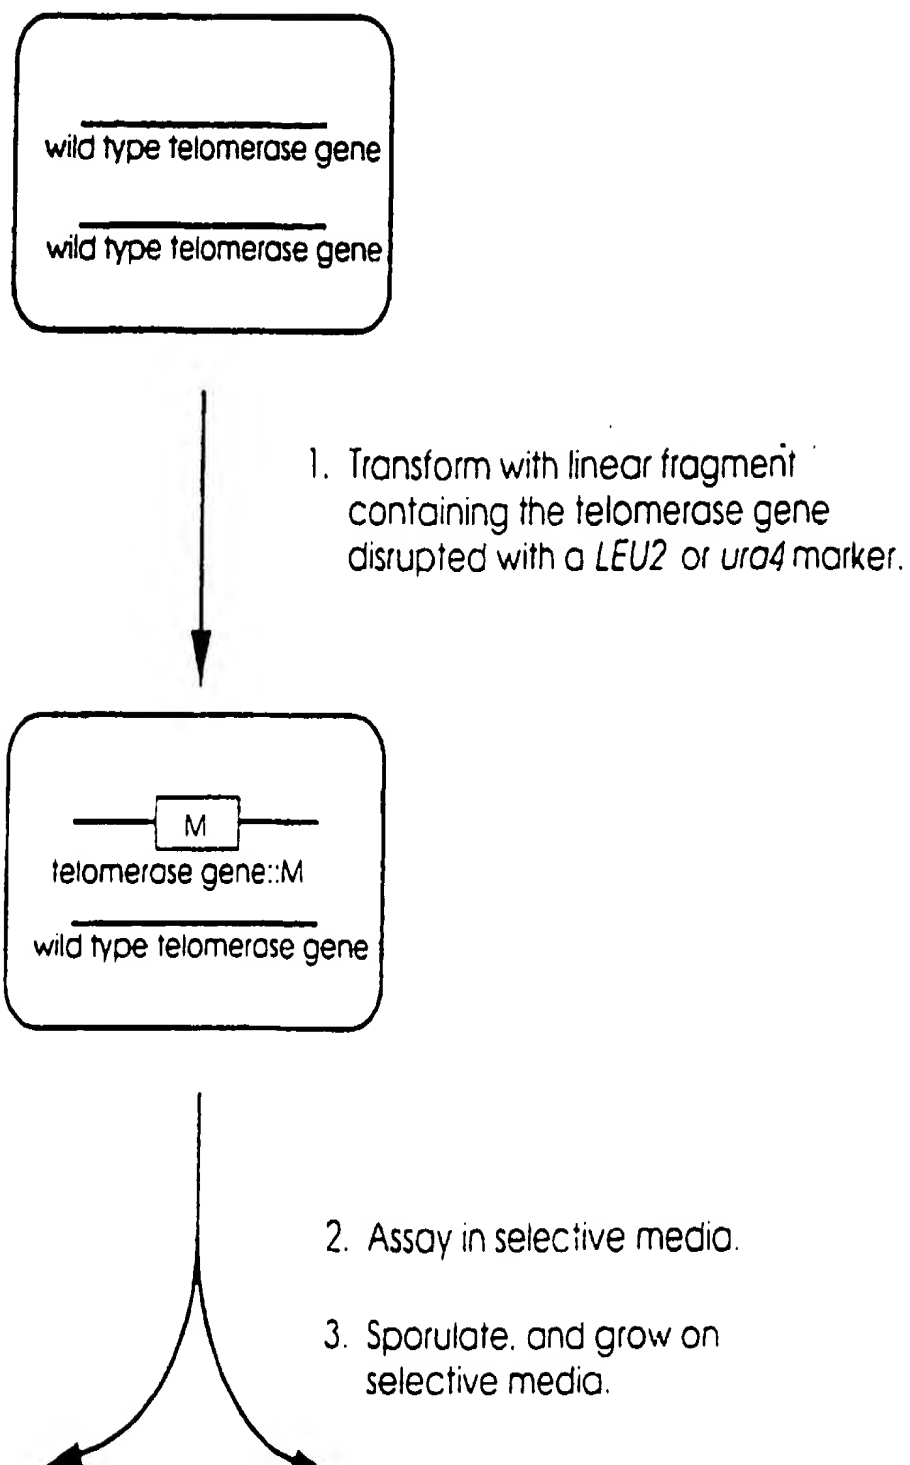 wild type telomerase gene
wild type telomerase gene
1. Transform with linear fragment
containing the telomerase gene
disrupted with a LEU2 or ura4 marker.
M
telomerase gene::M
wild type telomerase gene
2. Assay in selective media.
3. Sporulate, and grow on
selective media.